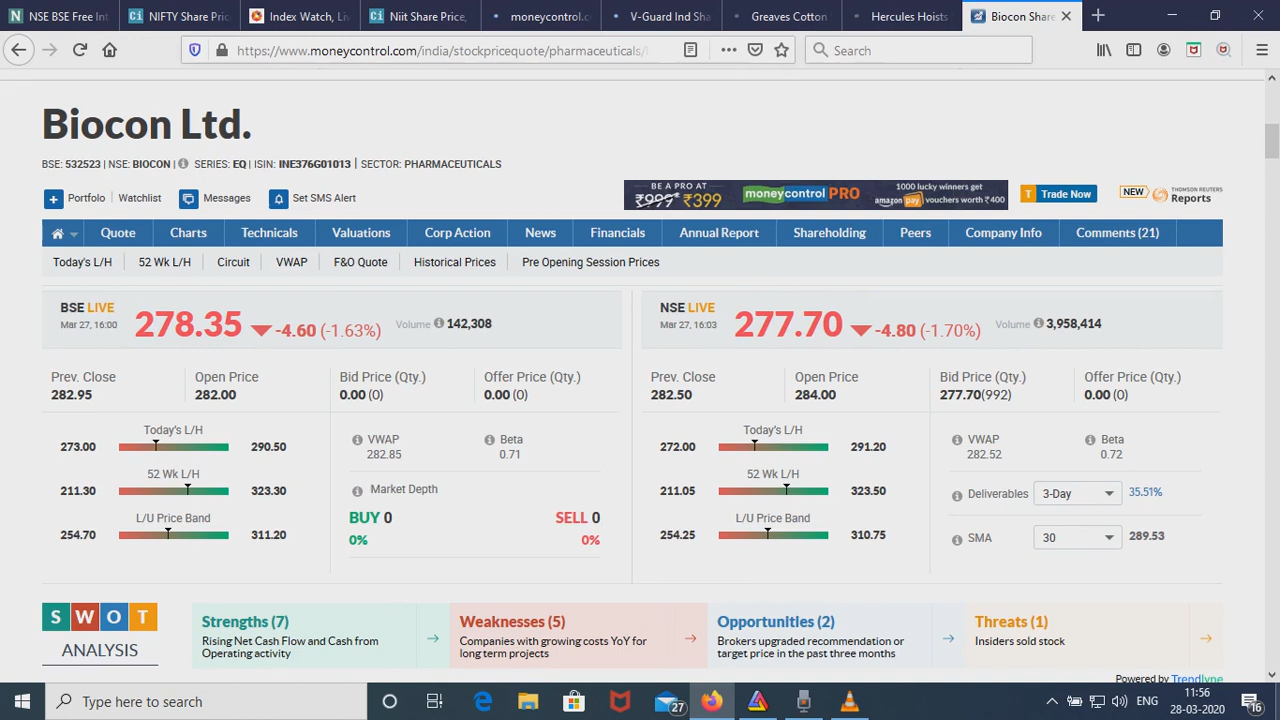 NSE BSE Free Int
NIFTY Share Pric
Index Watch, Liv
Niit Share Price,
moneycontrol.c
V-Guard Ind Sha
Greaves Cotton
Hercules Hoists
Biocon Share
https://www.moneycontrol.com/india/stockpricequote/pharmaceuticals/
Search
Biocon Ltd.
BSE: 532523 | NSE: BIOCON | SERIES: EQ | ISIN: INE376G01013 | SECTOR: PHARMACEUTICALS
Portfolio Watchlist Messages Set SMS Alert
BE A PRO AT
₹999* ₹399
moneycontrol PRO
1000 lucky winners get
amazon pay vouchers worth ₹400
T Trade Now
NEW THOMSON REUTERS
Reports
Quote Charts Technicals Valuations Corp Action News Financials Annual Report Shareholding Peers Company Info Comments (21)
Today's L/H 52 Wk L/H Circuit VWAP F&O Quote Historical Prices Pre Opening Session Prices
BSE LIVE
Mar 27, 16:00
278.35 -4.60 (-1.63%)
Volume 142,308
NSE LIVE
Mar 27, 16:03
277.70 -4.80 (-1.70%)
Volume 3,958,414
Prev. Close Open Price Bid Price (Qty.) Offer Price (Qty.)
282.95 282.00 0.00 (0) 0.00 (0)
Today's L/H
273.00 290.50
52 Wk L/H
211.30 323.30
L/U Price Band
254.70 311.20
VWAP Beta
282.85 0.71
Market Depth
BUY 0 SELL 0
0% 0%
Prev. Close Open Price Bid Price (Qty.) Offer Price (Qty.)
282.50 284.00 277.70(992) 0.00 (0)
Today's L/H
272.00 291.20
52 Wk L/H
211.05 323.50
L/U Price Band
254.25 310.75
VWAP Beta
282.52 0.72
Deliverables 3-Day 35.51%
SMA 30 289.53
SWOT
ANALYSIS
Strengths (7)
Rising Net Cash Flow and Cash from
Operating activity
Weaknesses (5)
Companies with growing costs YoY for
long term projects
Opportunities (2)
Brokers upgraded recommendation or
target price in the past three months
Threats (1)
Insiders sold stock
Powered by Trendlyne
Type here to search
27
ENG
11:56
28-03-2020
16